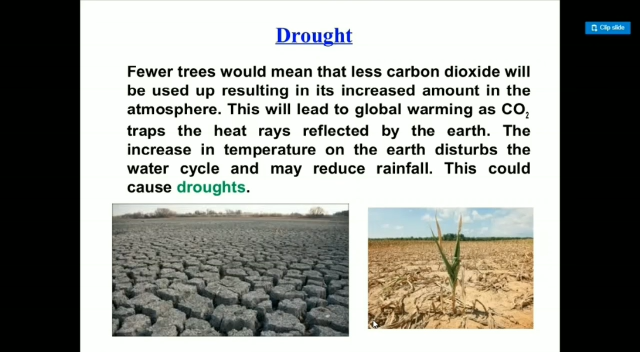 Drought
Clip slide
Fewer trees would mean that less carbon dioxide will
be used up resulting in its increased amount in the
atmosphere. This will lead to global warming as CO₂
traps the heat rays reflected by the earth. The
increase in temperature on the earth disturbs the
water cycle and may reduce rainfall. This could
cause droughts.